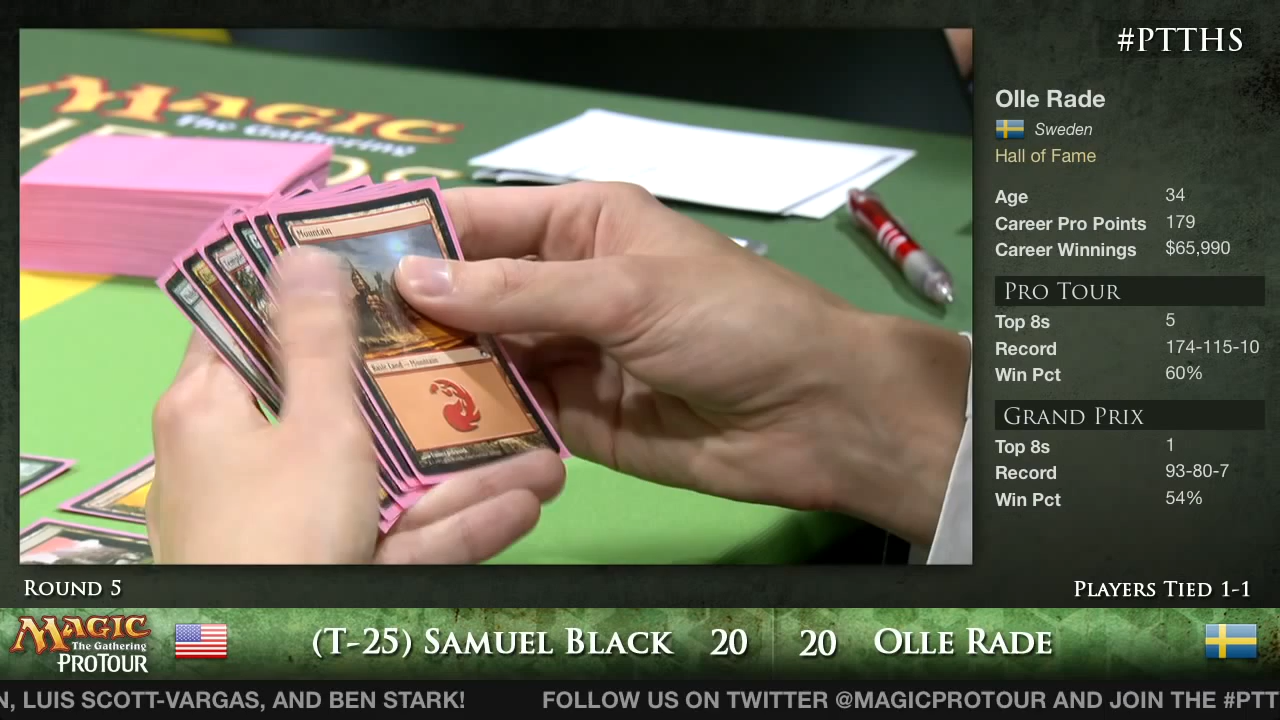 #PTTHS
Olle Rade
Sweden
Hall of Fame
Age 34
Career Pro Points 179
Career Winnings $65,990
PRO TOUR
Top 8s 5
Record 174-115-10
Win Pct 60%
GRAND PRIX
Top 8s 1
Record 93-80-7
Win Pct 54%
MAGIC
The Gathering
Mountain
Basic Land — Mountain
ROUND 5
PLAYERS TIED 1-1
MAGIC
The Gathering
PRO TOUR
(T-25) SAMUEL BLACK 20
20 OLLE RADE
N, LUIS SCOTT-VARGAS, AND BEN STARK! FOLLOW US ON TWITTER @MAGICPROTOUR AND JOIN THE #PTT